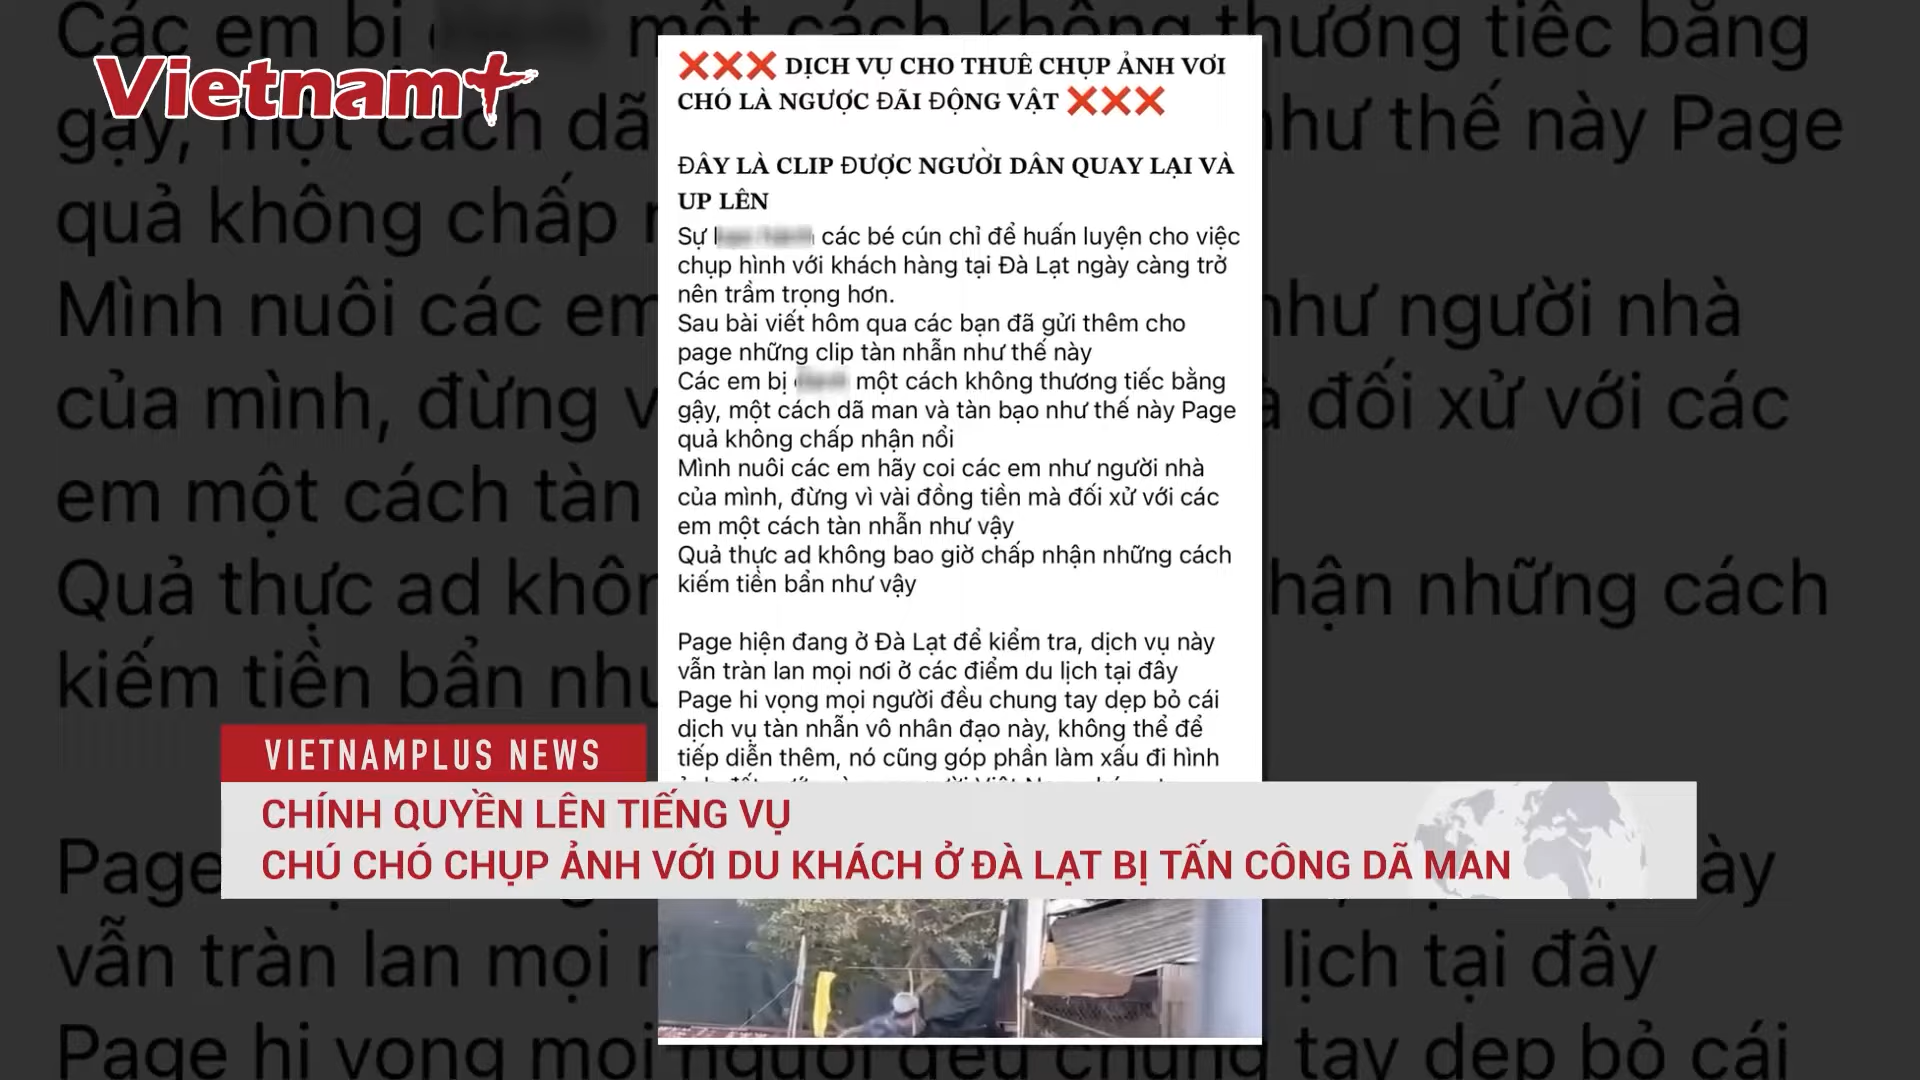 Vietnam+
❌❌❌ DỊCH VỤ CHO THUÊ CHỤP ẢNH VƠI
CHÓ LÀ NGƯỢC ĐÃI ĐỘNG VẬT ❌❌❌
ĐÂY LÀ CLIP ĐƯỢC NGƯỜI DÂN QUAY LẠI VÀ
UP LÊN
Sự các bé cún chỉ để huấn luyện cho việc
chụp hình với khách hàng tại Đà Lạt ngày càng trở
nên trầm trọng hơn.
Sau bài viết hôm qua các bạn đã gửi thêm cho
page những clip tàn nhẫn như thế này
Các em bị một cách không thương tiếc bằng
gậy, một cách dã man và tàn bạo như thế này Page
quả không chấp nhận nổi
Mình nuôi các em hãy coi các em như người nhà
của mình, đừng vì vài đồng tiền mà đối xử với các
em một cách tàn nhẫn như vậy
Quả thực ad không bao giờ chấp nhận những cách
kiếm tiền bẩn như vậy
Page hiện đang ở Đà Lạt để kiểm tra, dịch vụ này
vẫn tràn lan mọi nơi ở các điểm du lịch tại đây
Page hi vọng mọi người đều chung tay dẹp bỏ cái
dịch vụ tàn nhẫn vô nhân đạo này, không thể để
tiếp diễn thêm, nó cũng góp phần làm xấu đi hình
VIETNAMPLUS NEWS
CHÍNH QUYỀN LÊN TIẾNG VỤ
CHÚ CHÓ CHỤP ẢNH VỚI DU KHÁCH Ở ĐÀ LẠT BỊ TẤN CÔNG DÃ MAN